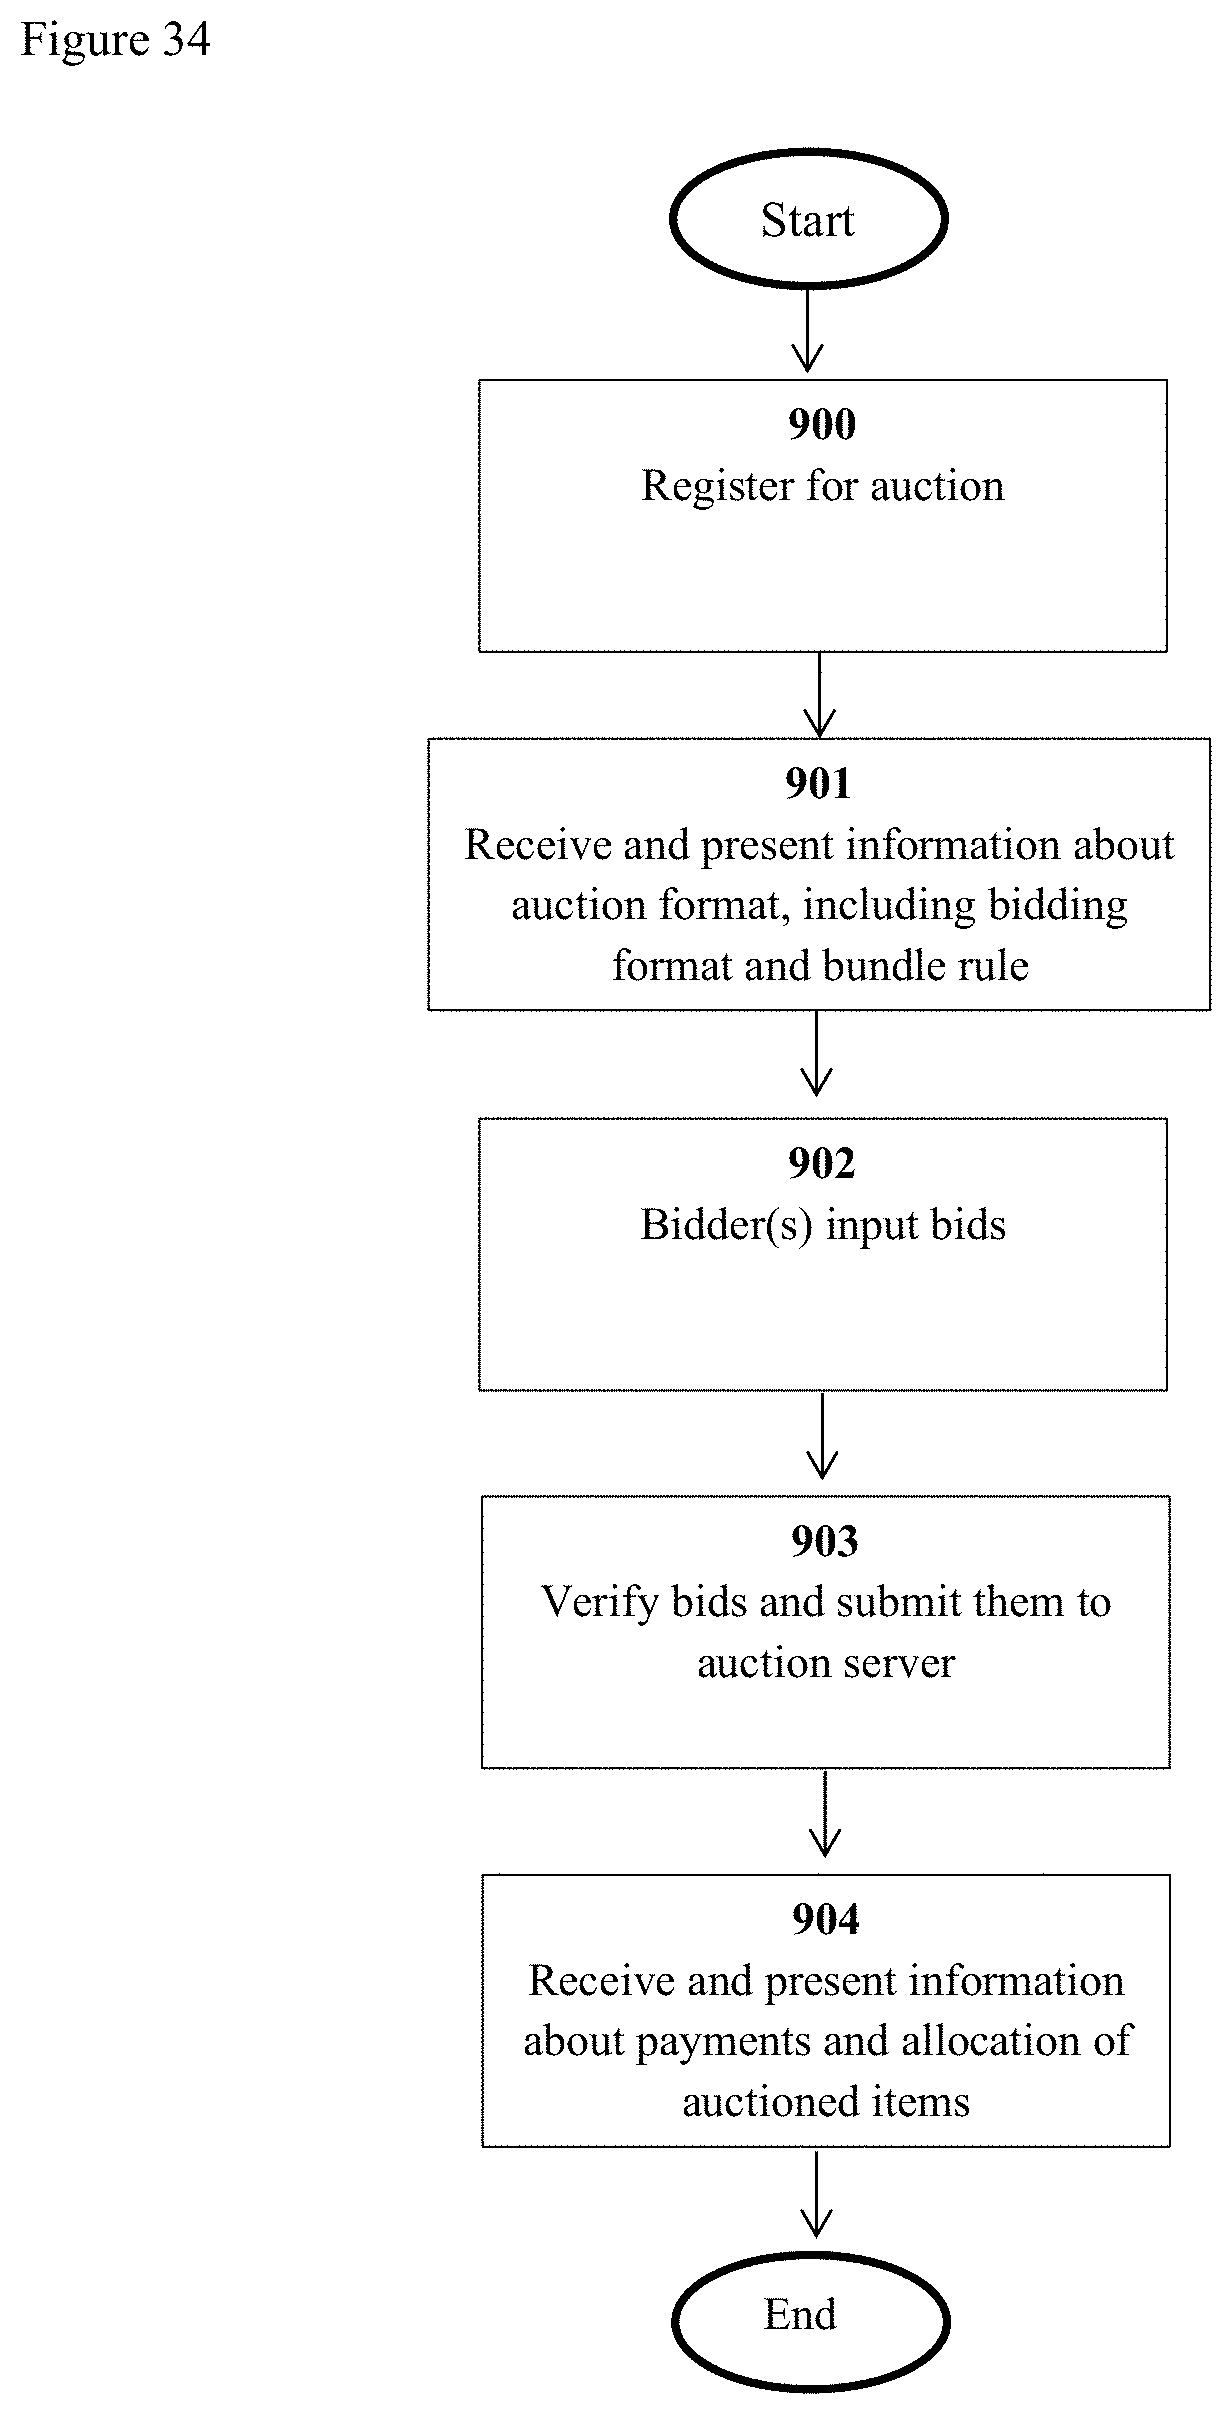 Figure 34
Start
900
Register for auction
901
Receive and present information about
auction format, including bidding
format and bundle rule
902
Bidder(s) input bids
903
Verify bids and submit them to
auction server
904
Receive and present information
about payments and allocation of
auctioned items
End